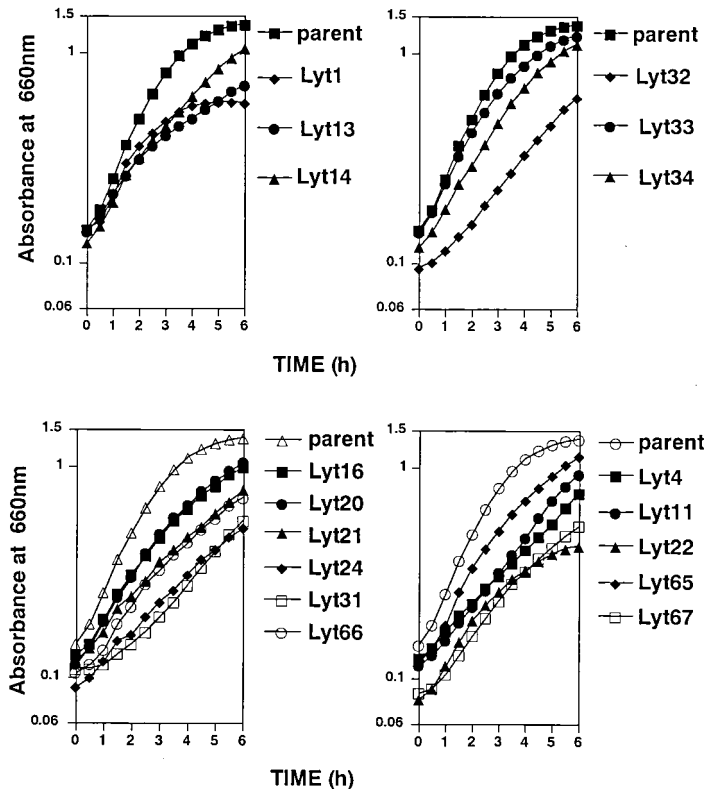 Absorbance at 660nm
1.5
1
0.1
0.06
0 1 2 3 4 5 6
parent
Lyt1
Lyt13
Lyt14
1.5
1
0.1
0.06
0 1 2 3 4 5 6
parent
Lyt32
Lyt33
Lyt34
TIME (h)
Absorbance at 660nm
1.5
1
0.1
0.06
0 1 2 3 4 5 6
parent
Lyt16
Lyt20
Lyt21
Lyt24
Lyt31
Lyt66
1.5
1
0.1
0.06
0 1 2 3 4 5 6
parent
Lyt4
Lyt11
Lyt22
Lyt65
Lyt67
TIME (h)